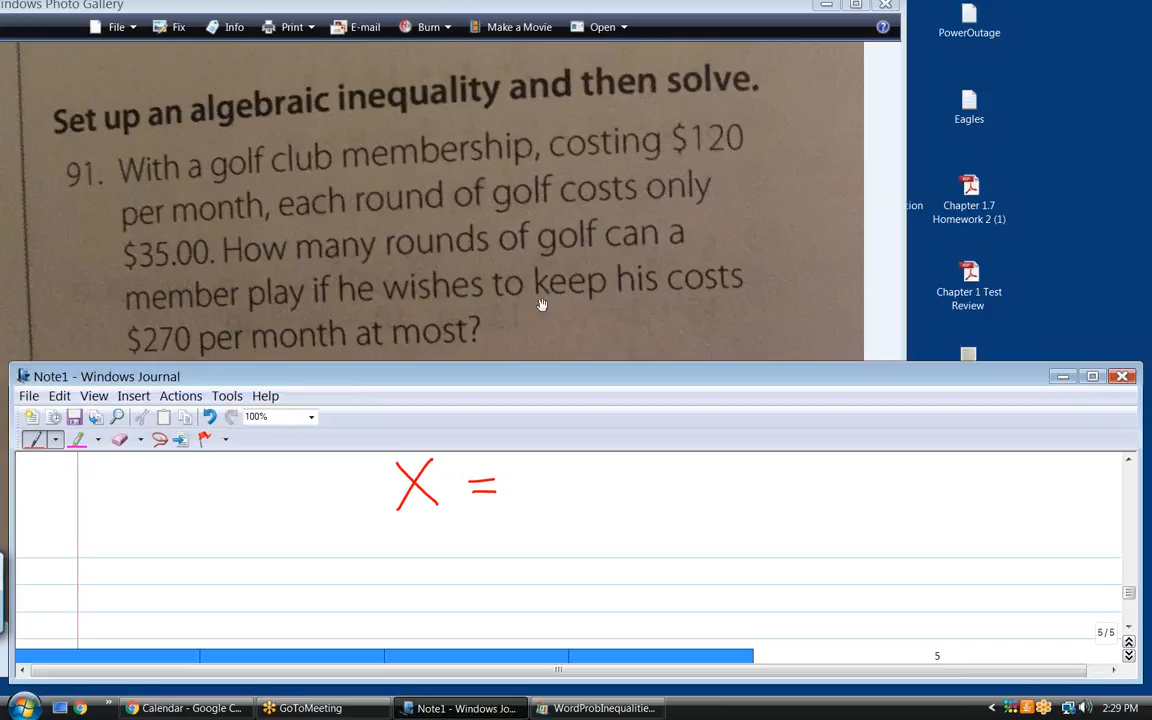 indows Photo Gallery
File Fix Info Print E-mail Burn Make a Movie Open
PowerOutage
Eagles
Set up an algebraic inequality and then solve.
91. With a golf club membership, costing $120
per month, each round of golf costs only
$35.00. How many rounds of golf can a
member play if he wishes to keep his costs
$270 per month at most?
tion
Chapter 1.7
Homework 2 (1)
Chapter 1 Test
Review
Note1 - Windows Journal
File Edit View Insert Actions Tools Help
100%
X =
5/5
5
Calendar - Google C...
GoToMeeting
Note1 - Windows Jo...
WordProbInequalitie...
2:29 PM